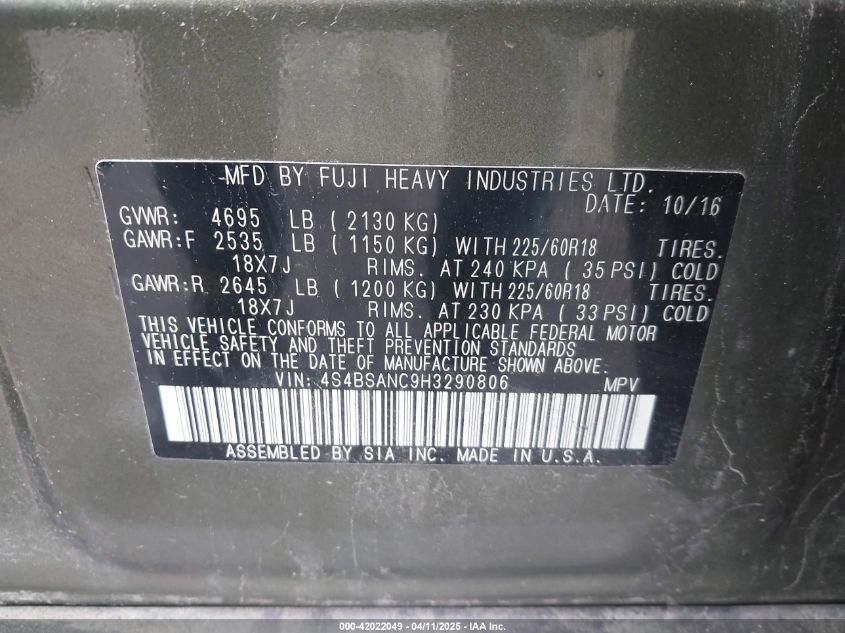 MFD BY FUJI HEAVY INDUSTRIES LTD.
DATE: 10/16
GVWR: 4695 LB ( 2130 KG)
GAWR:F 2535 LB ( 1150 KG) WITH 225/60R18 TIRES.
18X7J RIMS. AT 240 KPA ( 35 PSI) COLD
GAWR:R 2645 LB ( 1200 KG) WITH 225/60R18 TIRES.
18X7J RIMS. AT 230 KPA ( 33 PSI) COLD
THIS VEHICLE CONFORMS TO ALL APPLICABLE FEDERAL MOTOR
VEHICLE SAFETY AND THEFT PREVENTION STANDARDS
IN EFFECT ON THE DATE OF MANUFACTURE SHOWN ABOVE.
VIN: 4S4BSANC9H3290806 MPV
ASSEMBLED BY SIA INC. MADE IN U.S.A.
000-42022049 - 04/11/2025 - IAA Inc.